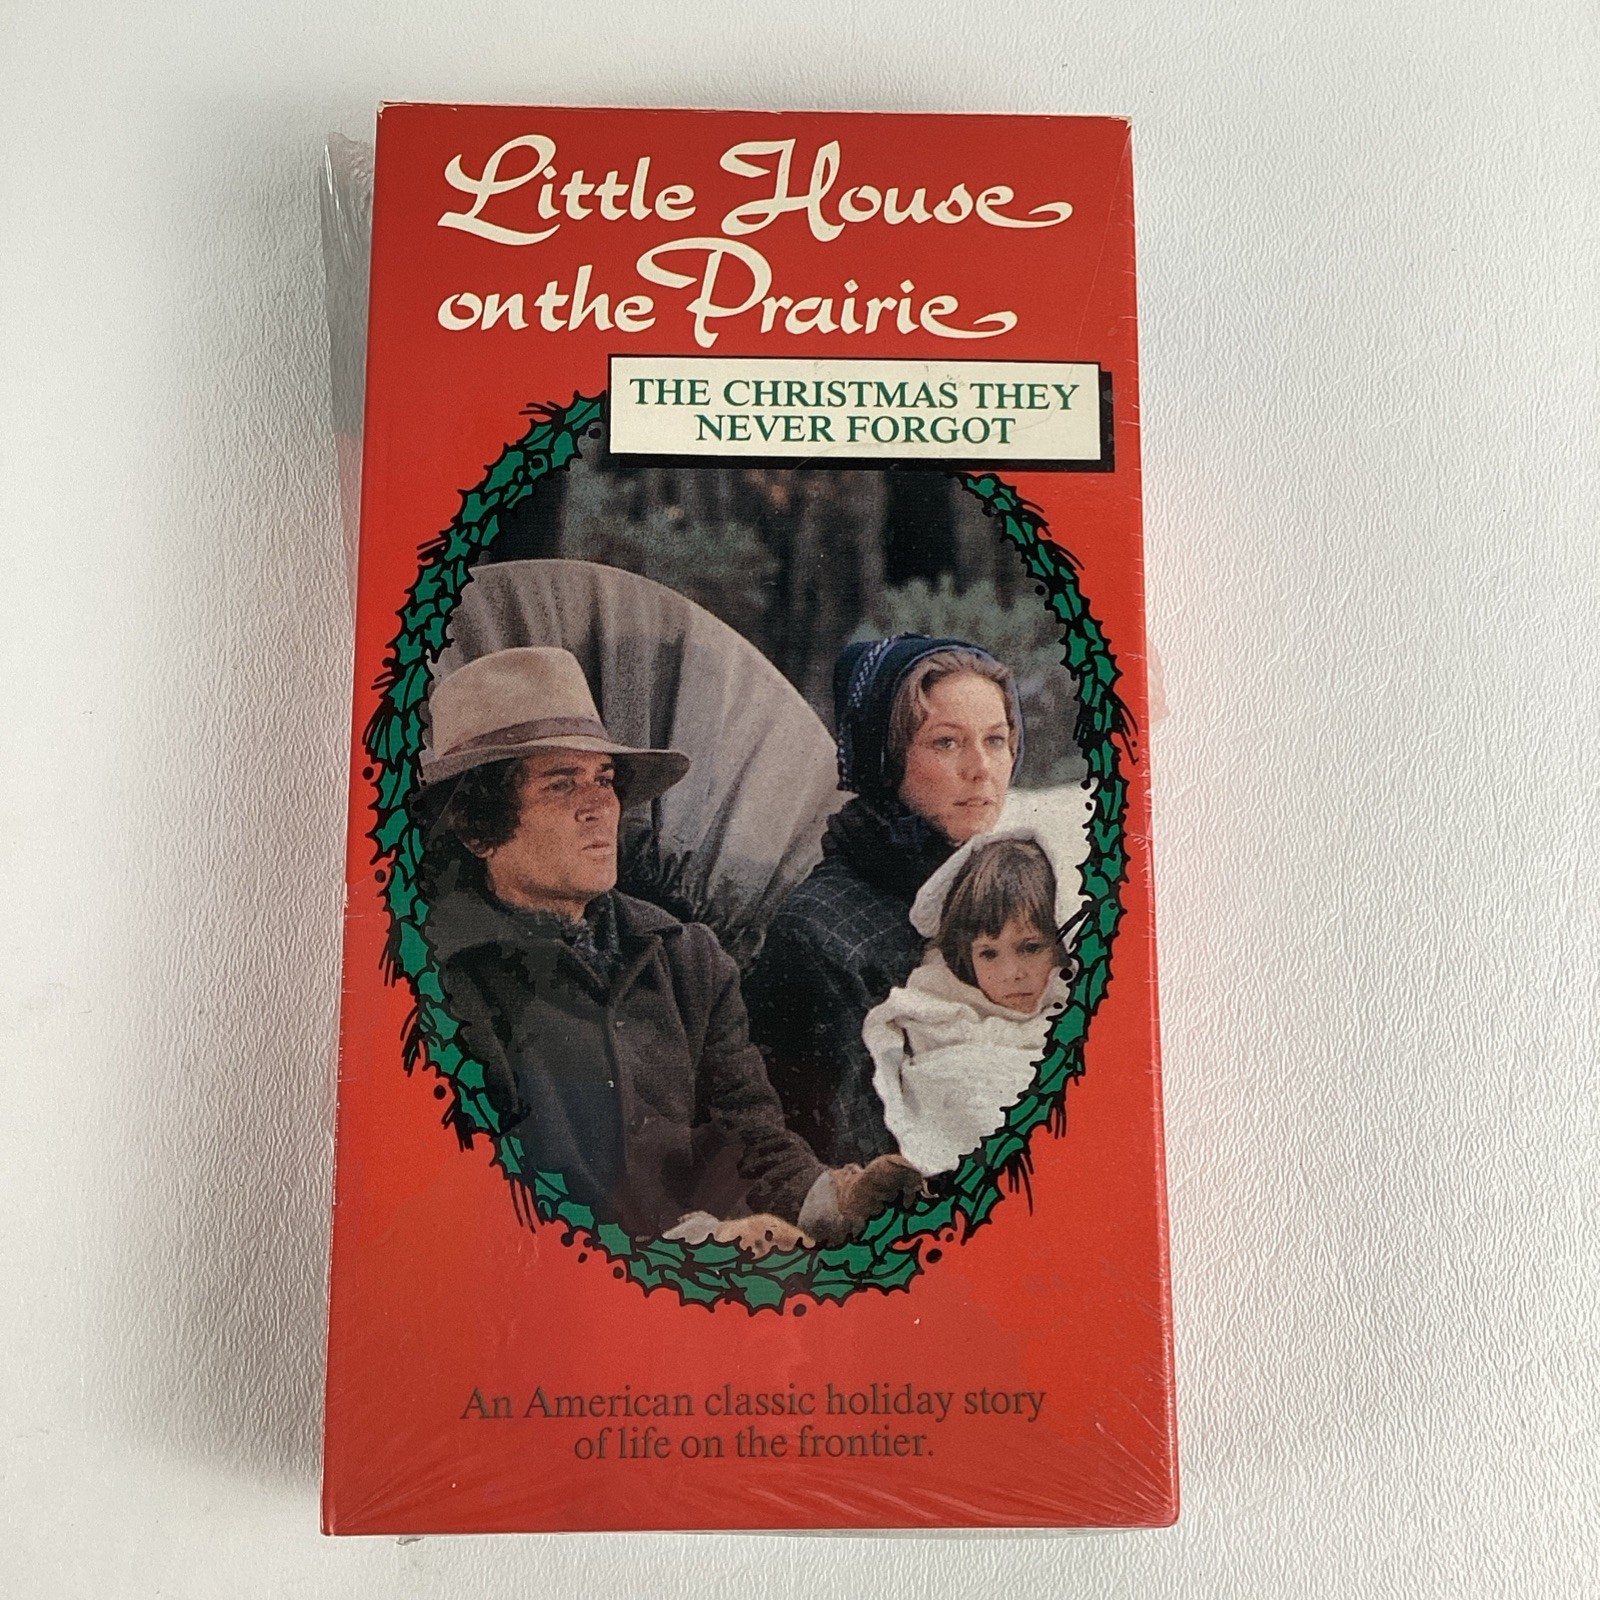 Little House
on the Prairie
THE CHRISTMAS THEY
NEVER FORGOT
An American classic holiday story
of life on the frontier.